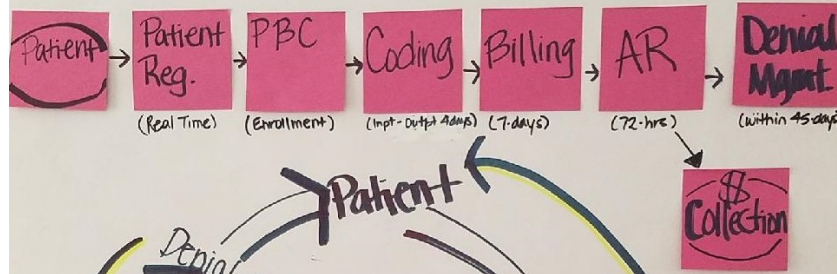 Patient
Patient
Reg.
(Real Time)
PBC
(Enrollment)
Coding
(Inpt-Outpt 4days)
Billing
(7-days)
AR
(72-hrs)
Denial
Mgmt.
(within 45-days
$
Collection
Patient
Denial